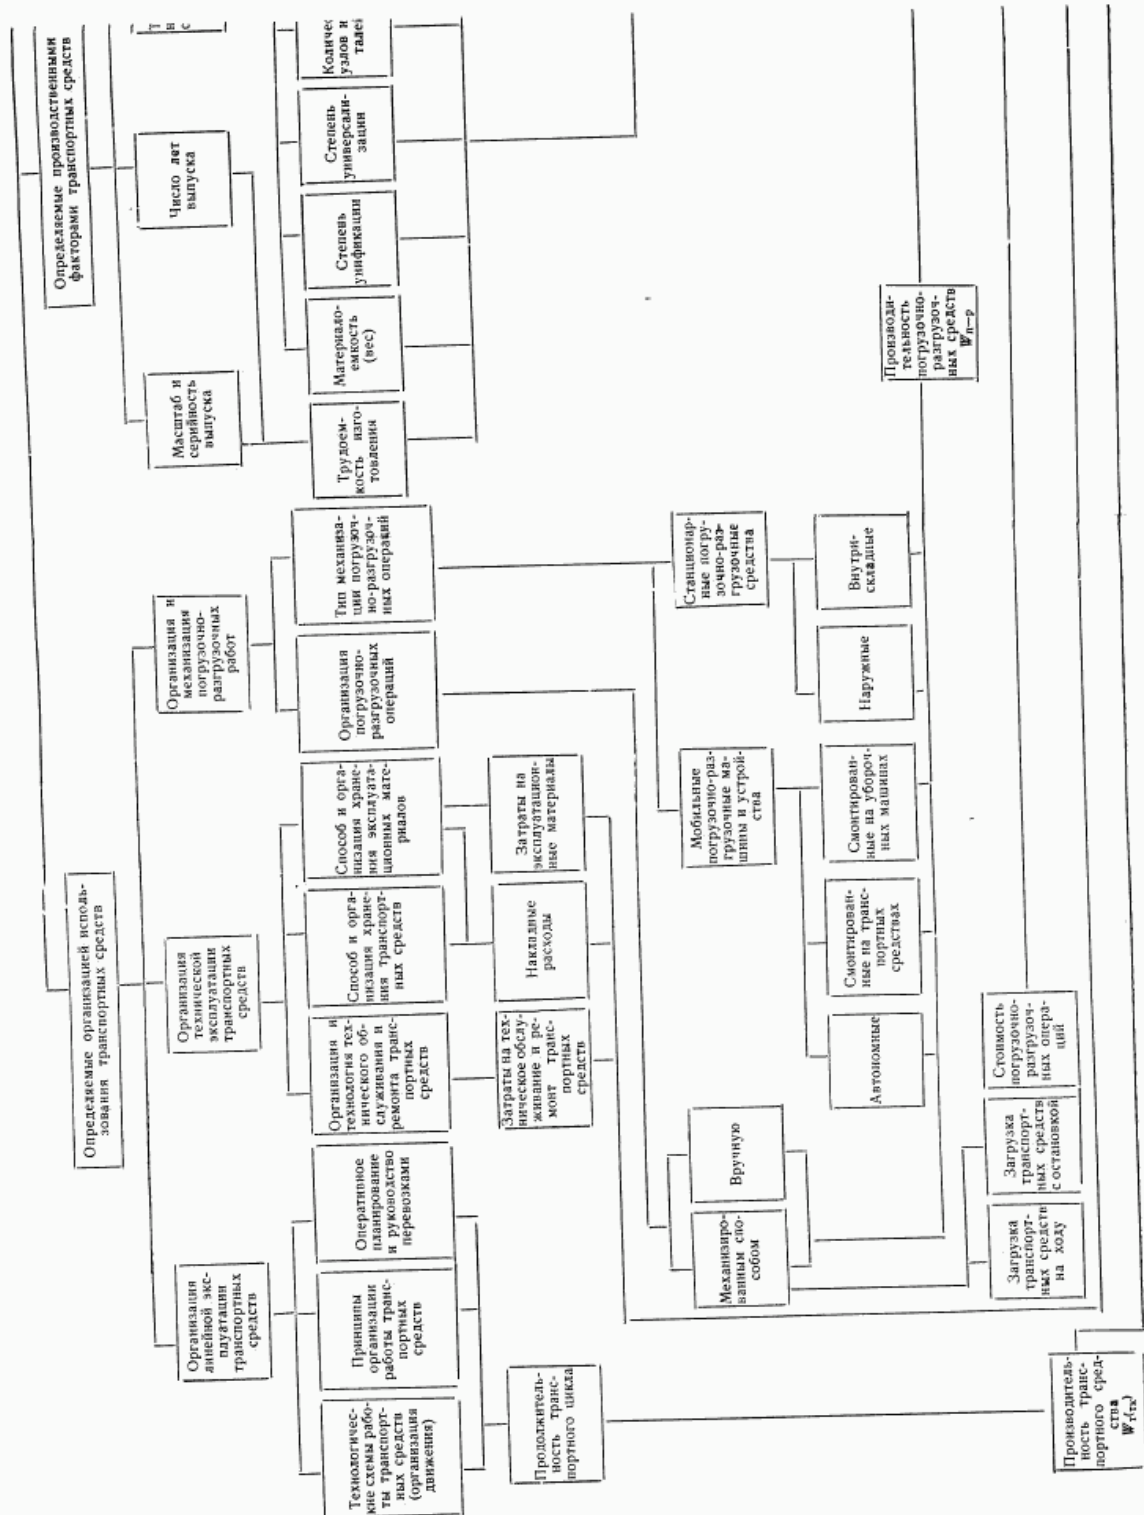 Определяемые организацией исполь-
зования транспортных средств
Определяемые производственными
факторами транспортных средств
Организация
линейной экс-
плуатации
транспортных
средств
Организация
технической
эксплуатации
транспортных
средств
Организация и
механизация
погрузочно-
разгрузочных
работ
Масштаб и
серийность
выпуска
Число лет
выпуска
Т
н
с
Технологичес-
кие схемы рабо-
ты транспорт-
ных средств
(организация
движения)
Принципы
организации
работы транс-
портных
средств
Оперативное
планирование
и руководство
перевозками
Организация и
технология тех-
нического об-
служивания и
ремонта транс-
портных
средств
Способ и орга-
низация хране-
ния транспорт-
ных средств
Способ и орга-
низация хране-
ния эксплуата-
ционных мате-
риалов
Организация
погрузочно-
разгрузочных
операций
Тип механиза-
ции погрузоч-
но-разгрузоч-
ных операций
Трудоем-
кость изго-
товления
Материало-
емкость
(вес)
Степень
унификации
Степень
универсали-
зации
Количес
узлов и
талей
Продолжитель-
ность транс-
портного цикла
Затраты на тех-
ническое обслу-
живание и ре-
монт транс-
портных
средств
Накладные
расходы
Затраты на
эксплуатацион-
ные материалы
Механизиро-
ванным спо-
собом
Вручную
Мобильные
погрузочно-раз-
грузочные ма-
шины и устрой-
ства
Станционар-
ные погру-
зочно-раз-
грузочные
средства
Автономные
Смонтирован-
ные на транс-
портных
средствах
Смонтирован-
ные на убороч-
ных машинах
Наружные
Внутри-
складные
Производи-
тельность
погрузочно-
разгрузоч-
ных средств
Wп—р
Загрузка
транспорт-
ных средств
на ходу
Загрузка
транспорт-
ных средств
с остановкой
Стоимость
погрузочно-
разгрузоч-
ных опера-
ций
Производитель-
ность транс-
портного сред-
ства
Wт(тк)